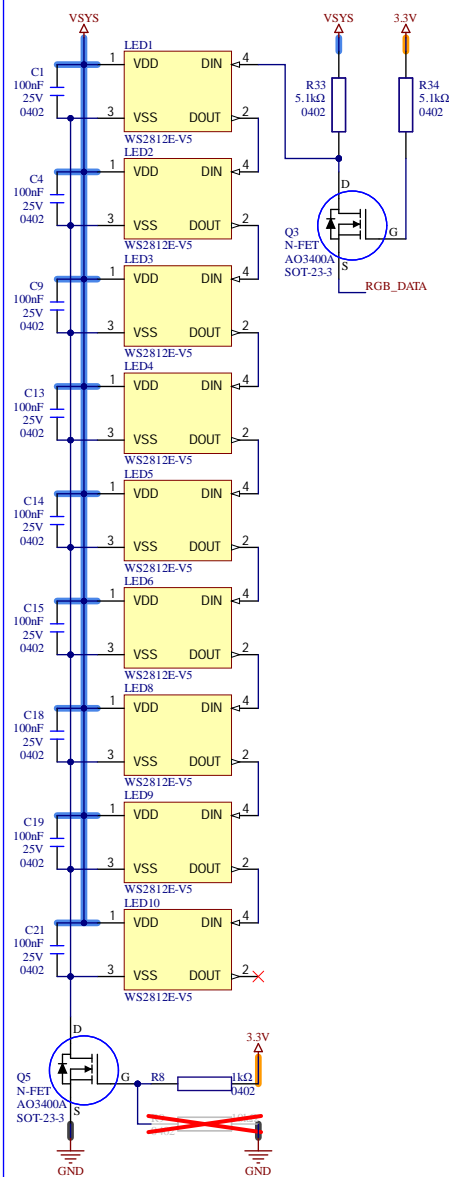 VSYS
VSYS
3.3V
LED1
C1
100nF
25V
0402
1 VDD DIN 4
3 VSS DOUT 2
WS2812E-V5
R33
5.1kΩ
0402
R34
5.1kΩ
0402
D
G
S
Q3
N-FET
AO3400A
SOT-23-3
RGB_DATA
LED2
C4
100nF
25V
0402
1 VDD DIN 4
3 VSS DOUT 2
WS2812E-V5
LED3
C9
100nF
25V
0402
1 VDD DIN 4
3 VSS DOUT 2
WS2812E-V5
LED4
C13
100nF
25V
0402
1 VDD DIN 4
3 VSS DOUT 2
WS2812E-V5
LED5
C14
100nF
25V
0402
1 VDD DIN 4
3 VSS DOUT 2
WS2812E-V5
LED6
C15
100nF
25V
0402
1 VDD DIN 4
3 VSS DOUT 2
WS2812E-V5
LED8
C18
100nF
25V
0402
1 VDD DIN 4
3 VSS DOUT 2
WS2812E-V5
LED9
C19
100nF
25V
0402
1 VDD DIN 4
3 VSS DOUT 2
WS2812E-V5
LED10
C21
100nF
25V
0402
1 VDD DIN 4
3 VSS DOUT 2
WS2812E-V5
D
G
S
Q5
N-FET
AO3400A
SOT-23-3
R8
1kΩ
0402
3.3V
GND
GND